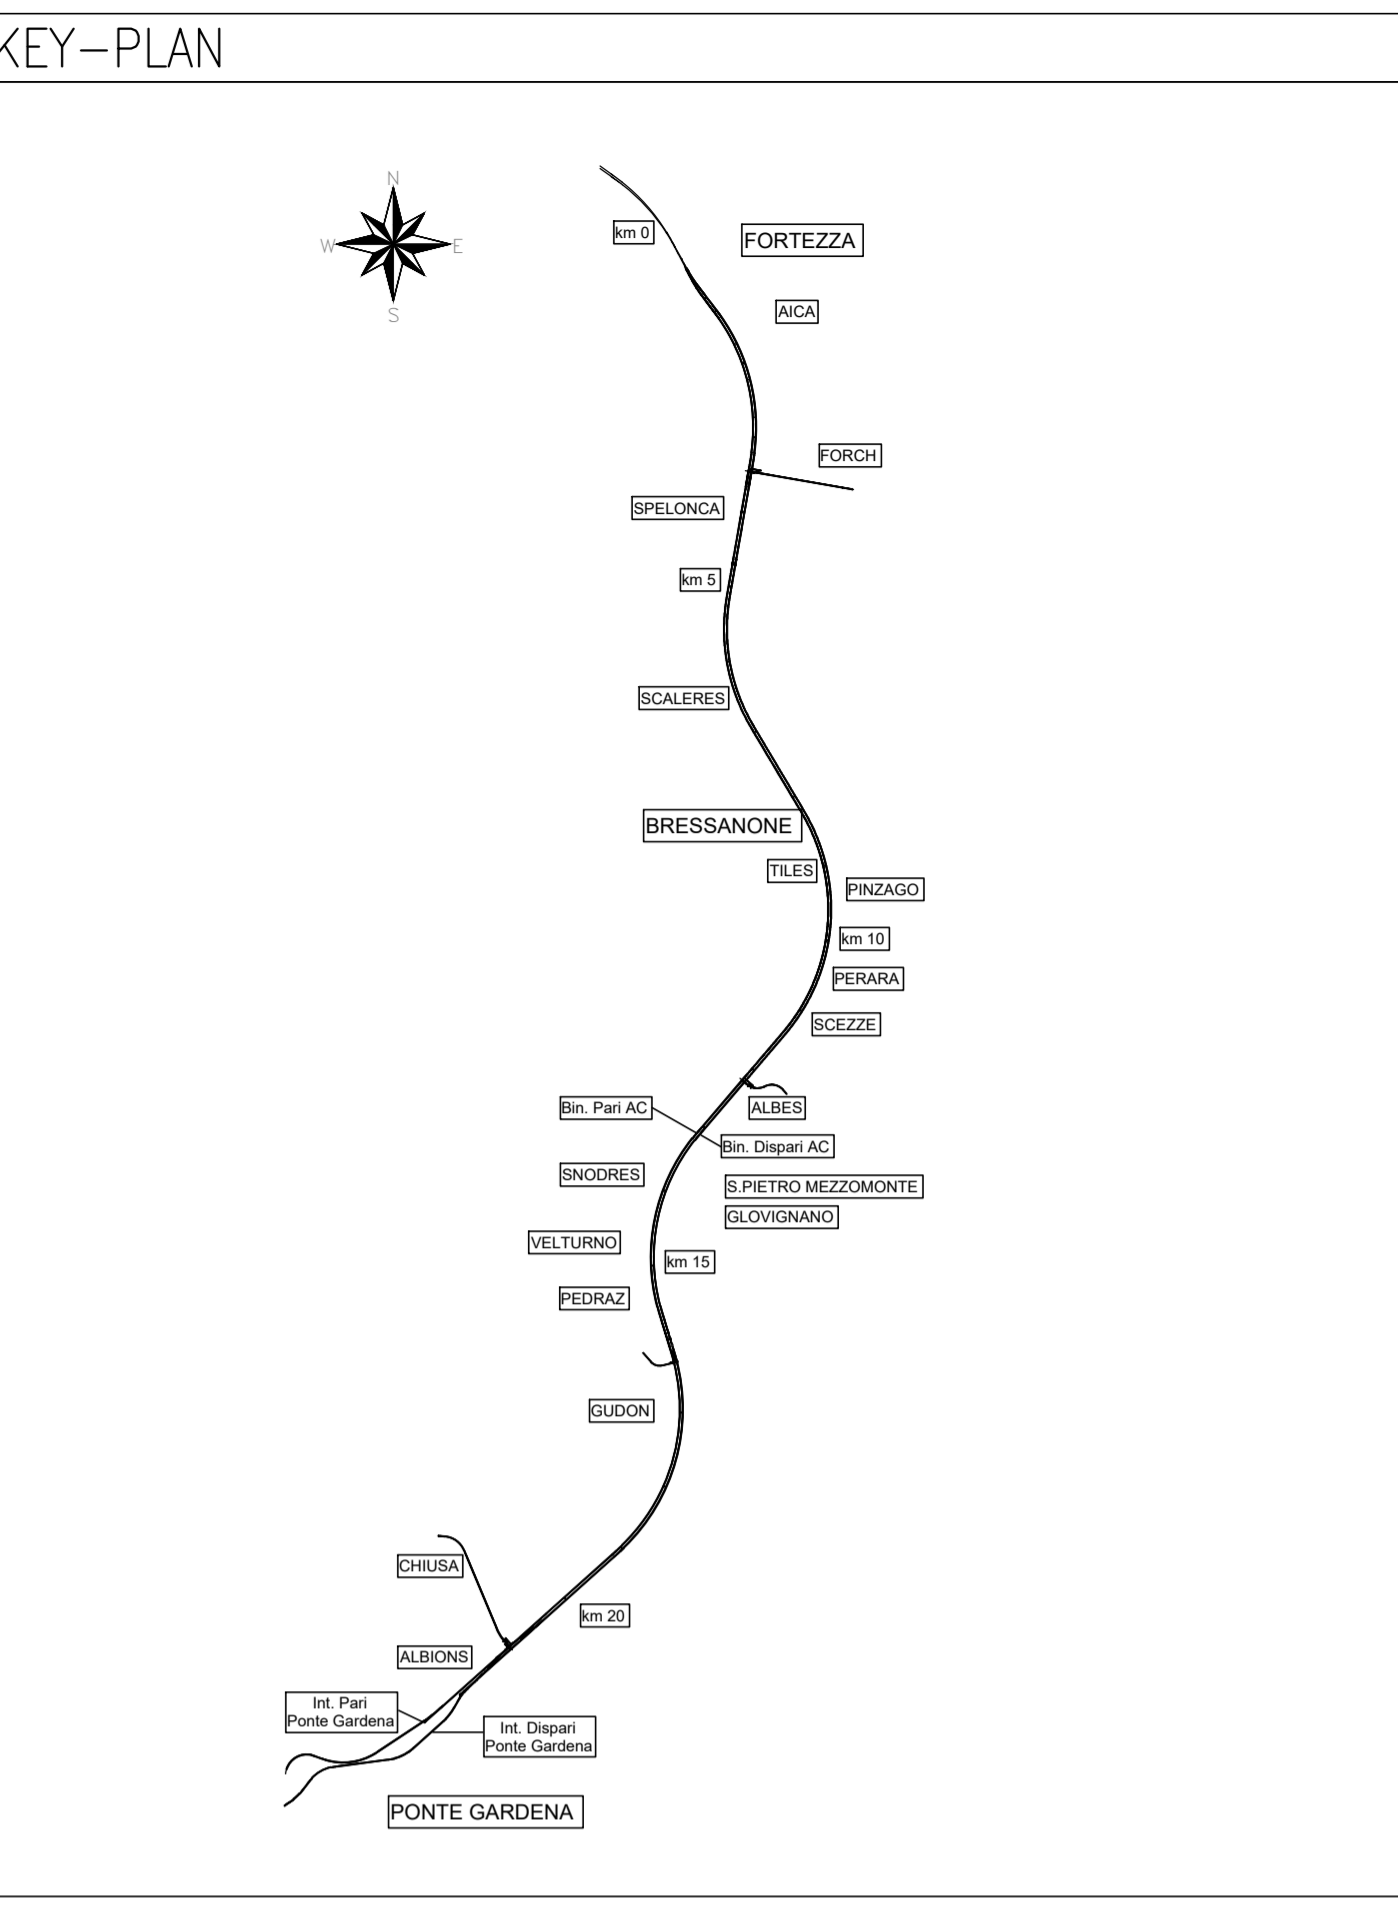 KEY-PLAN
N
W
E
S
km 0
FORTEZZA
AICA
FORCH
SPELONCA
km 5
SCALERES
BRESSANONE
TILES
PINZAGO
km 10
PERARA
SCEZZE
Bin. Pari AC
ALBES
Bin. Dispari AC
SNODRES
S.PIETRO MEZZOMONTE
GLOVIGNANO
VELTURNO
km 15
PEDRAZ
GUDON
CHIUSA
km 20
ALBIONS
Int. Pari
Ponte Gardena
Int. Dispari
Ponte Gardena
PONTE GARDENA